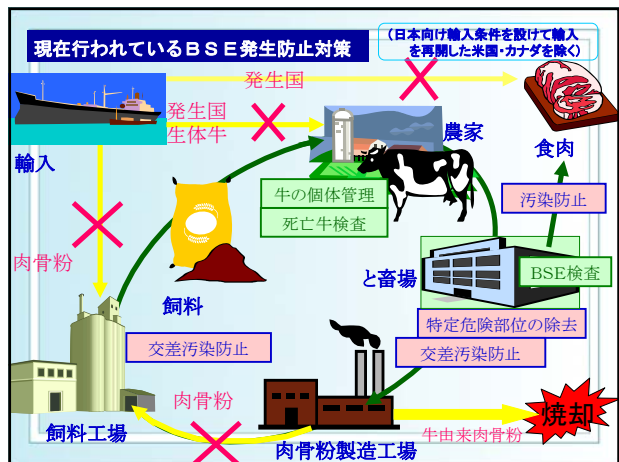 現在行われているＢＳＥ発生防止対策
（日本向け輸入条件を設けて輸入
を再開した米国・カナダを除く）
発生国
発生国
生体牛
輸入
農家
食肉
牛の個体管理
死亡牛検査
汚染防止
肉骨粉
と畜場
BSE検査
飼料
特定危険部位の除去
交差汚染防止
交差汚染防止
肉骨粉
焼却
牛由来肉骨粉
飼料工場
肉骨粉製造工場